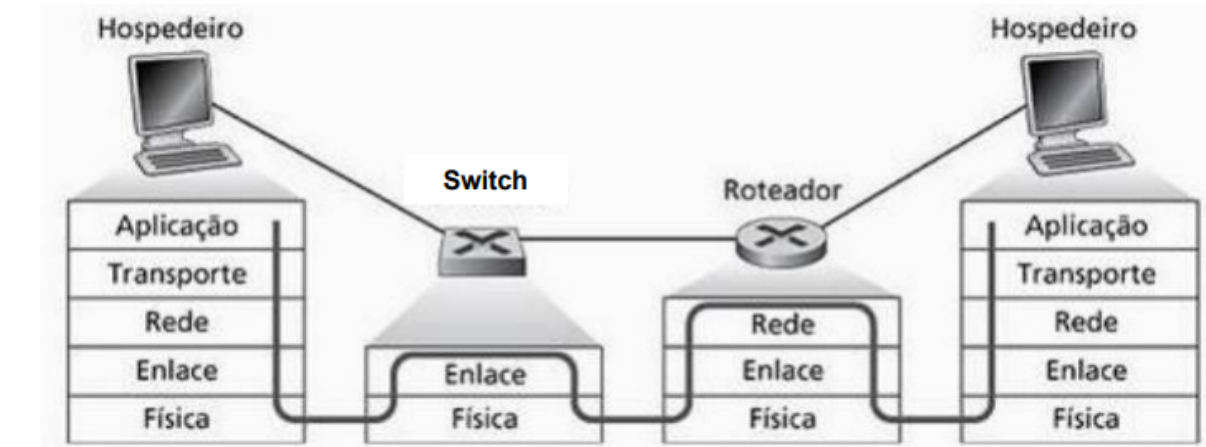 Hospedeiro
Hospedeiro
Switch
Roteador
Aplicação
Transporte
Rede
Enlace
Física
Enlace
Física
Rede
Enlace
Física
Aplicação
Transporte
Rede
Enlace
Física